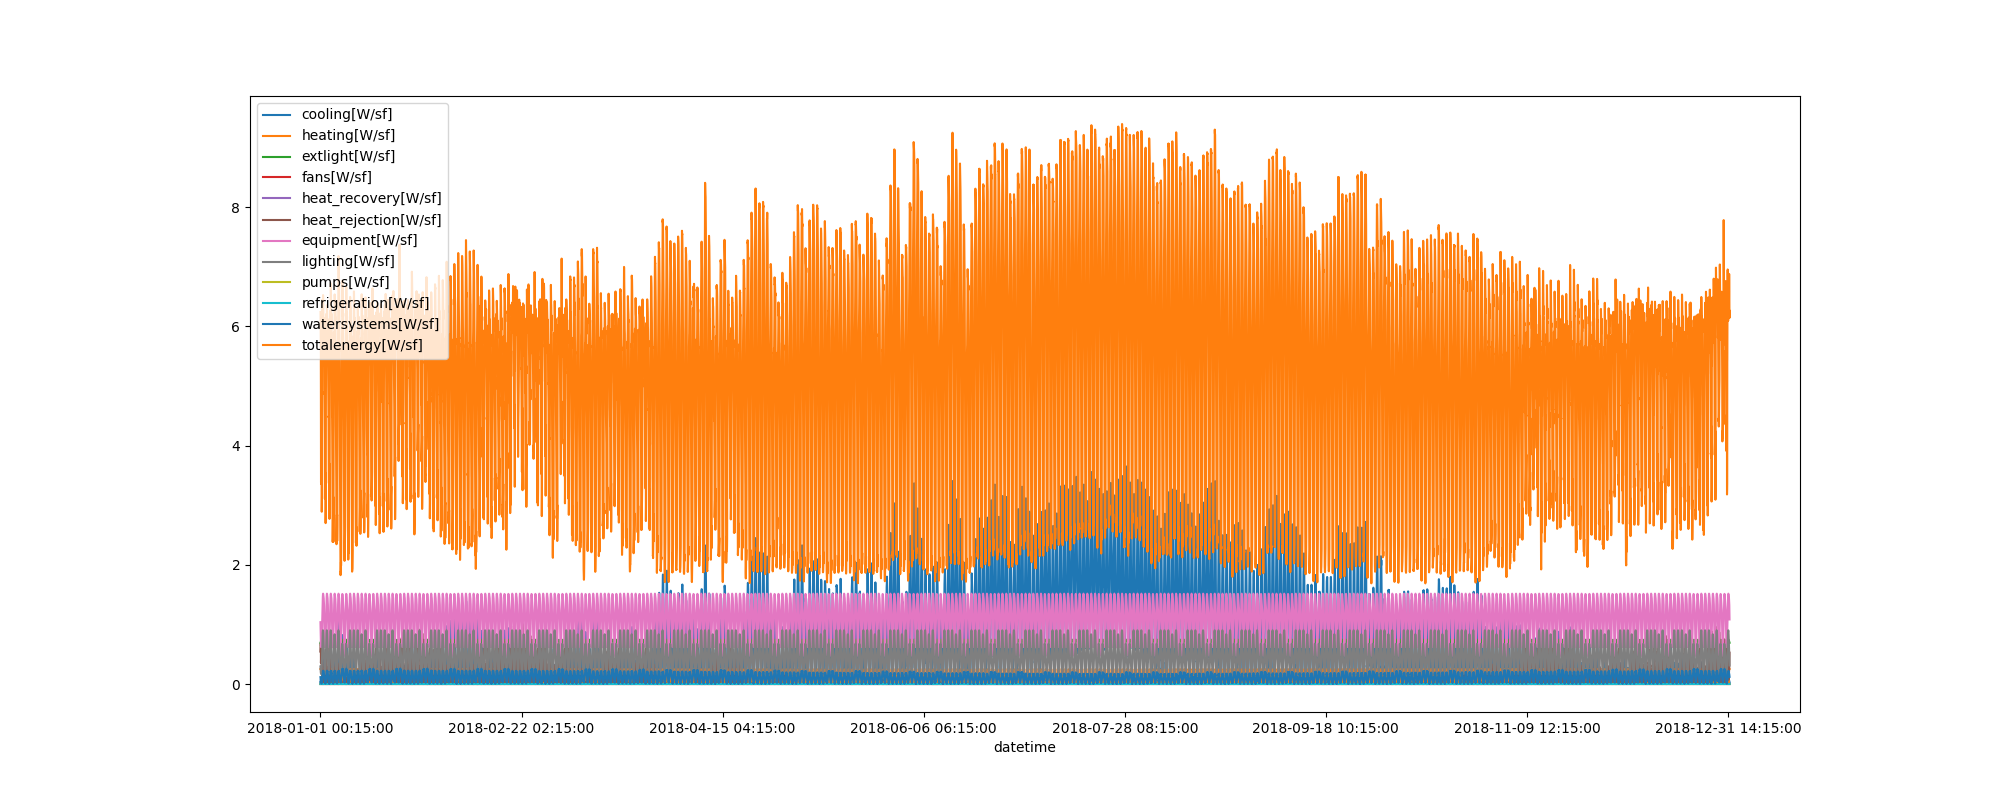 cooling[W/sf]
heating[W/sf]
extlight[W/sf]
fans[W/sf]
heat_recovery[W/sf]
heat_rejection[W/sf]
equipment[W/sf]
lighting[W/sf]
pumps[W/sf]
refrigeration[W/sf]
watersystems[W/sf]
totalenergy[W/sf]
8
6
4
2
0
2018-01-01 00:15:00 2018-02-22 02:15:00 2018-04-15 04:15:00 2018-06-06 06:15:00 2018-07-28 08:15:00 2018-09-18 10:15:00 2018-11-09 12:15:00 2018-12-31 14:15:00
datetime